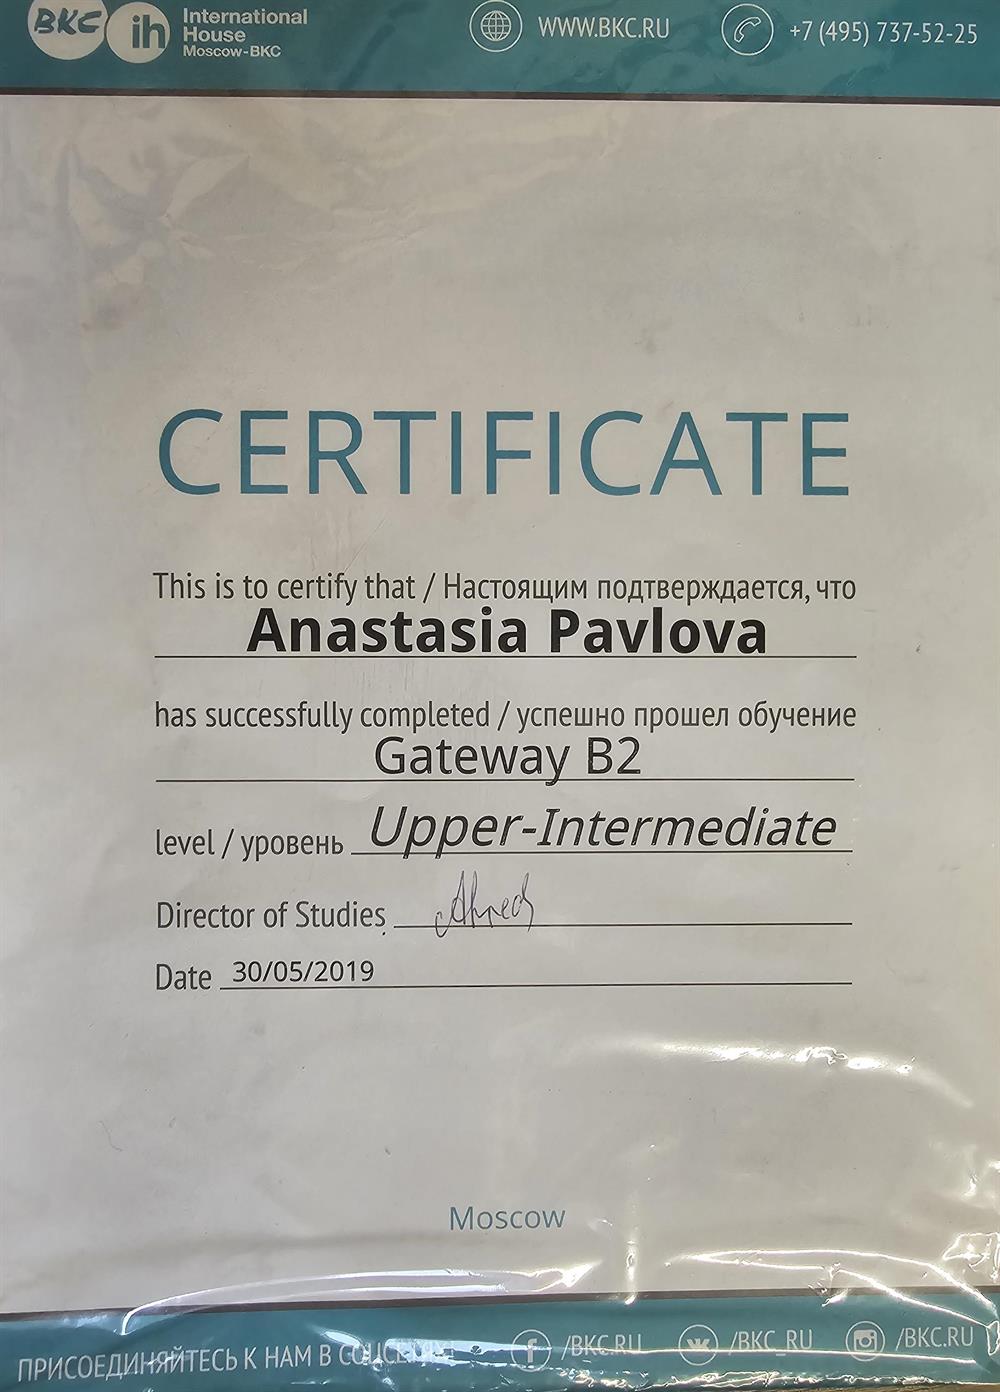 BKC ih International House Moscow-BKC
WWW.BKC.RU
+7 (495) 737-52-25
CERTIFICATE
This is to certify that / Настоящим подтверждается, что
Anastasia Pavlova
has successfully completed / успешно прошел обучение
Gateway B2
level / уровень Upper-Intermediate
Director of Studies
Date 30/05/2019
Moscow
ПРИСОЕДИНЯЙТЕСЬ К НАМ В СОЦСЕТЯХ! /BKC.RU /BKC_RU /BKC.RU